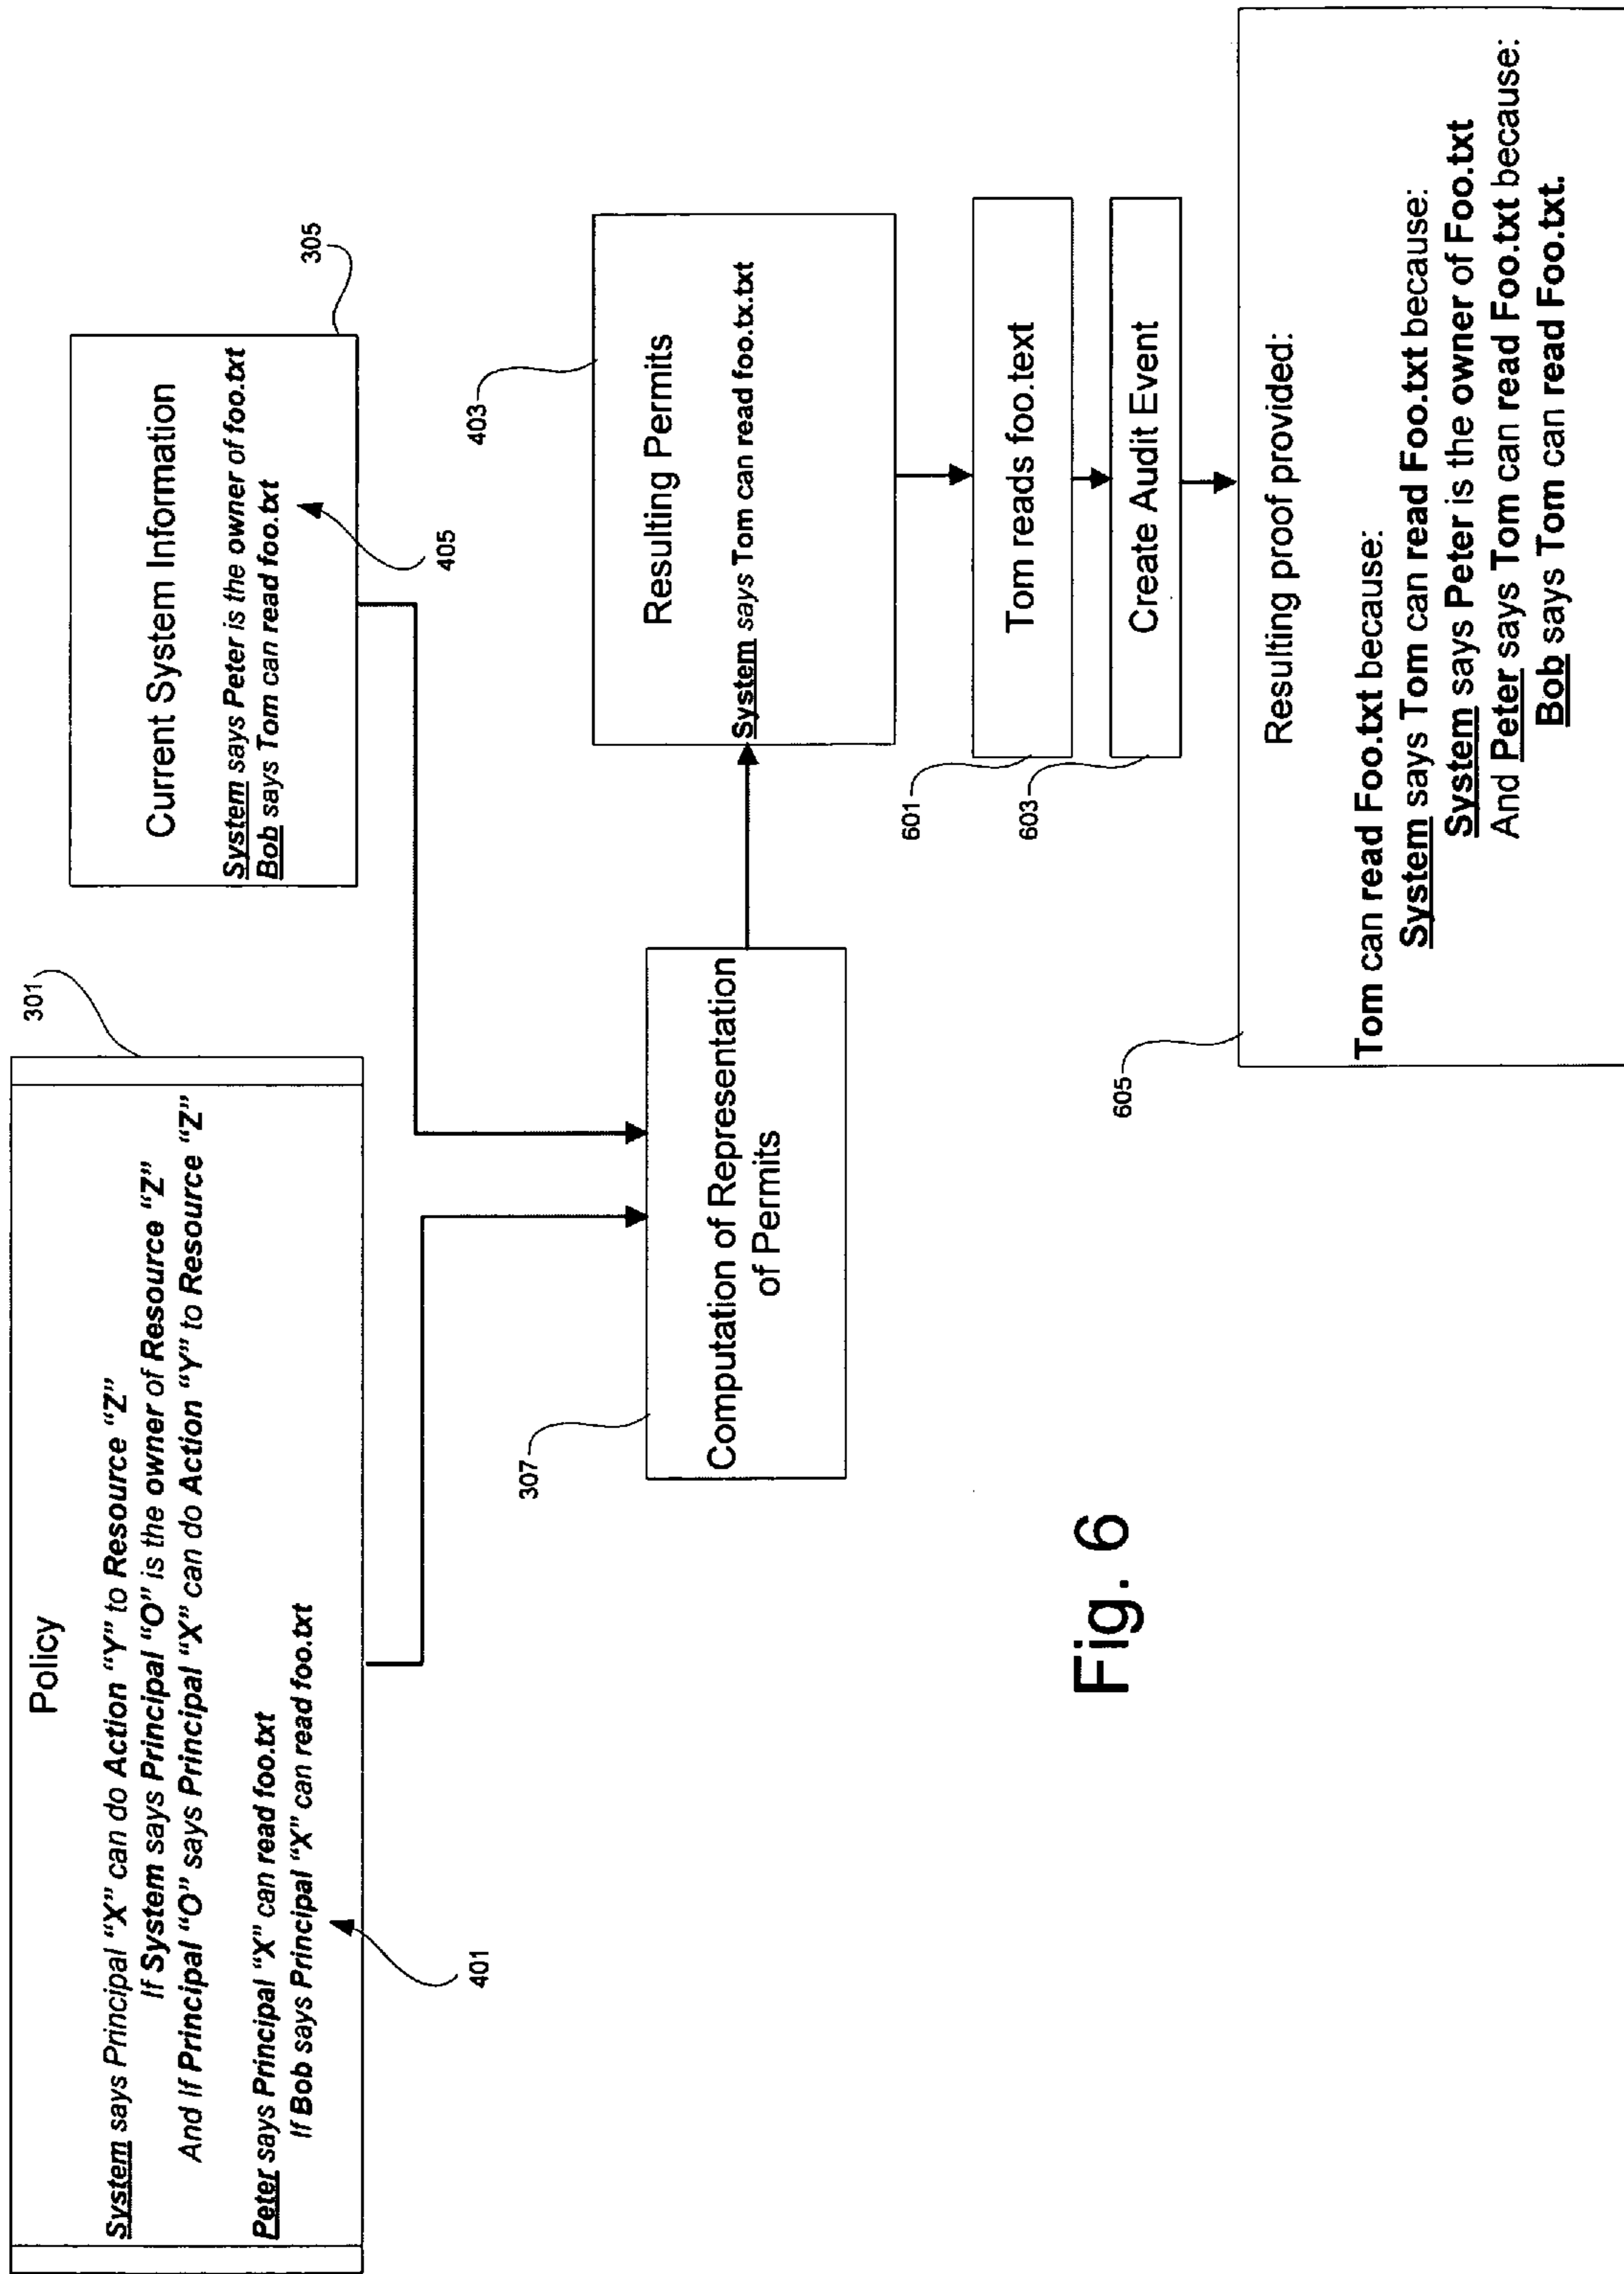 301
Policy
System says Principal “X” can do Action “Y” to Resource “Z”
If System says Principal “O” is the owner of Resource “Z”
And If Principal “O” says Principal “X” can do Action “Y” to Resource “Z”
Peter says Principal “X” can read foo.txt
If Bob says Principal “X” can read foo.txt
401
305
Current System Information
System says Peter is the owner of foo.txt
Bob says Tom can read foo.txt
405
307
Computation of Representation
of Permits
403
Resulting Permits
System says Tom can read foo.tx.txt
601
Tom reads foo.text
603
Create Audit Event
605
Resulting proof provided:
Tom can read Foo.txt because:
System says Tom can read Foo.txt because:
System says Peter is the owner of Foo.txt
And Peter says Tom can read Foo.txt because:
Bob says Tom can read Foo.txt.
Fig. 6